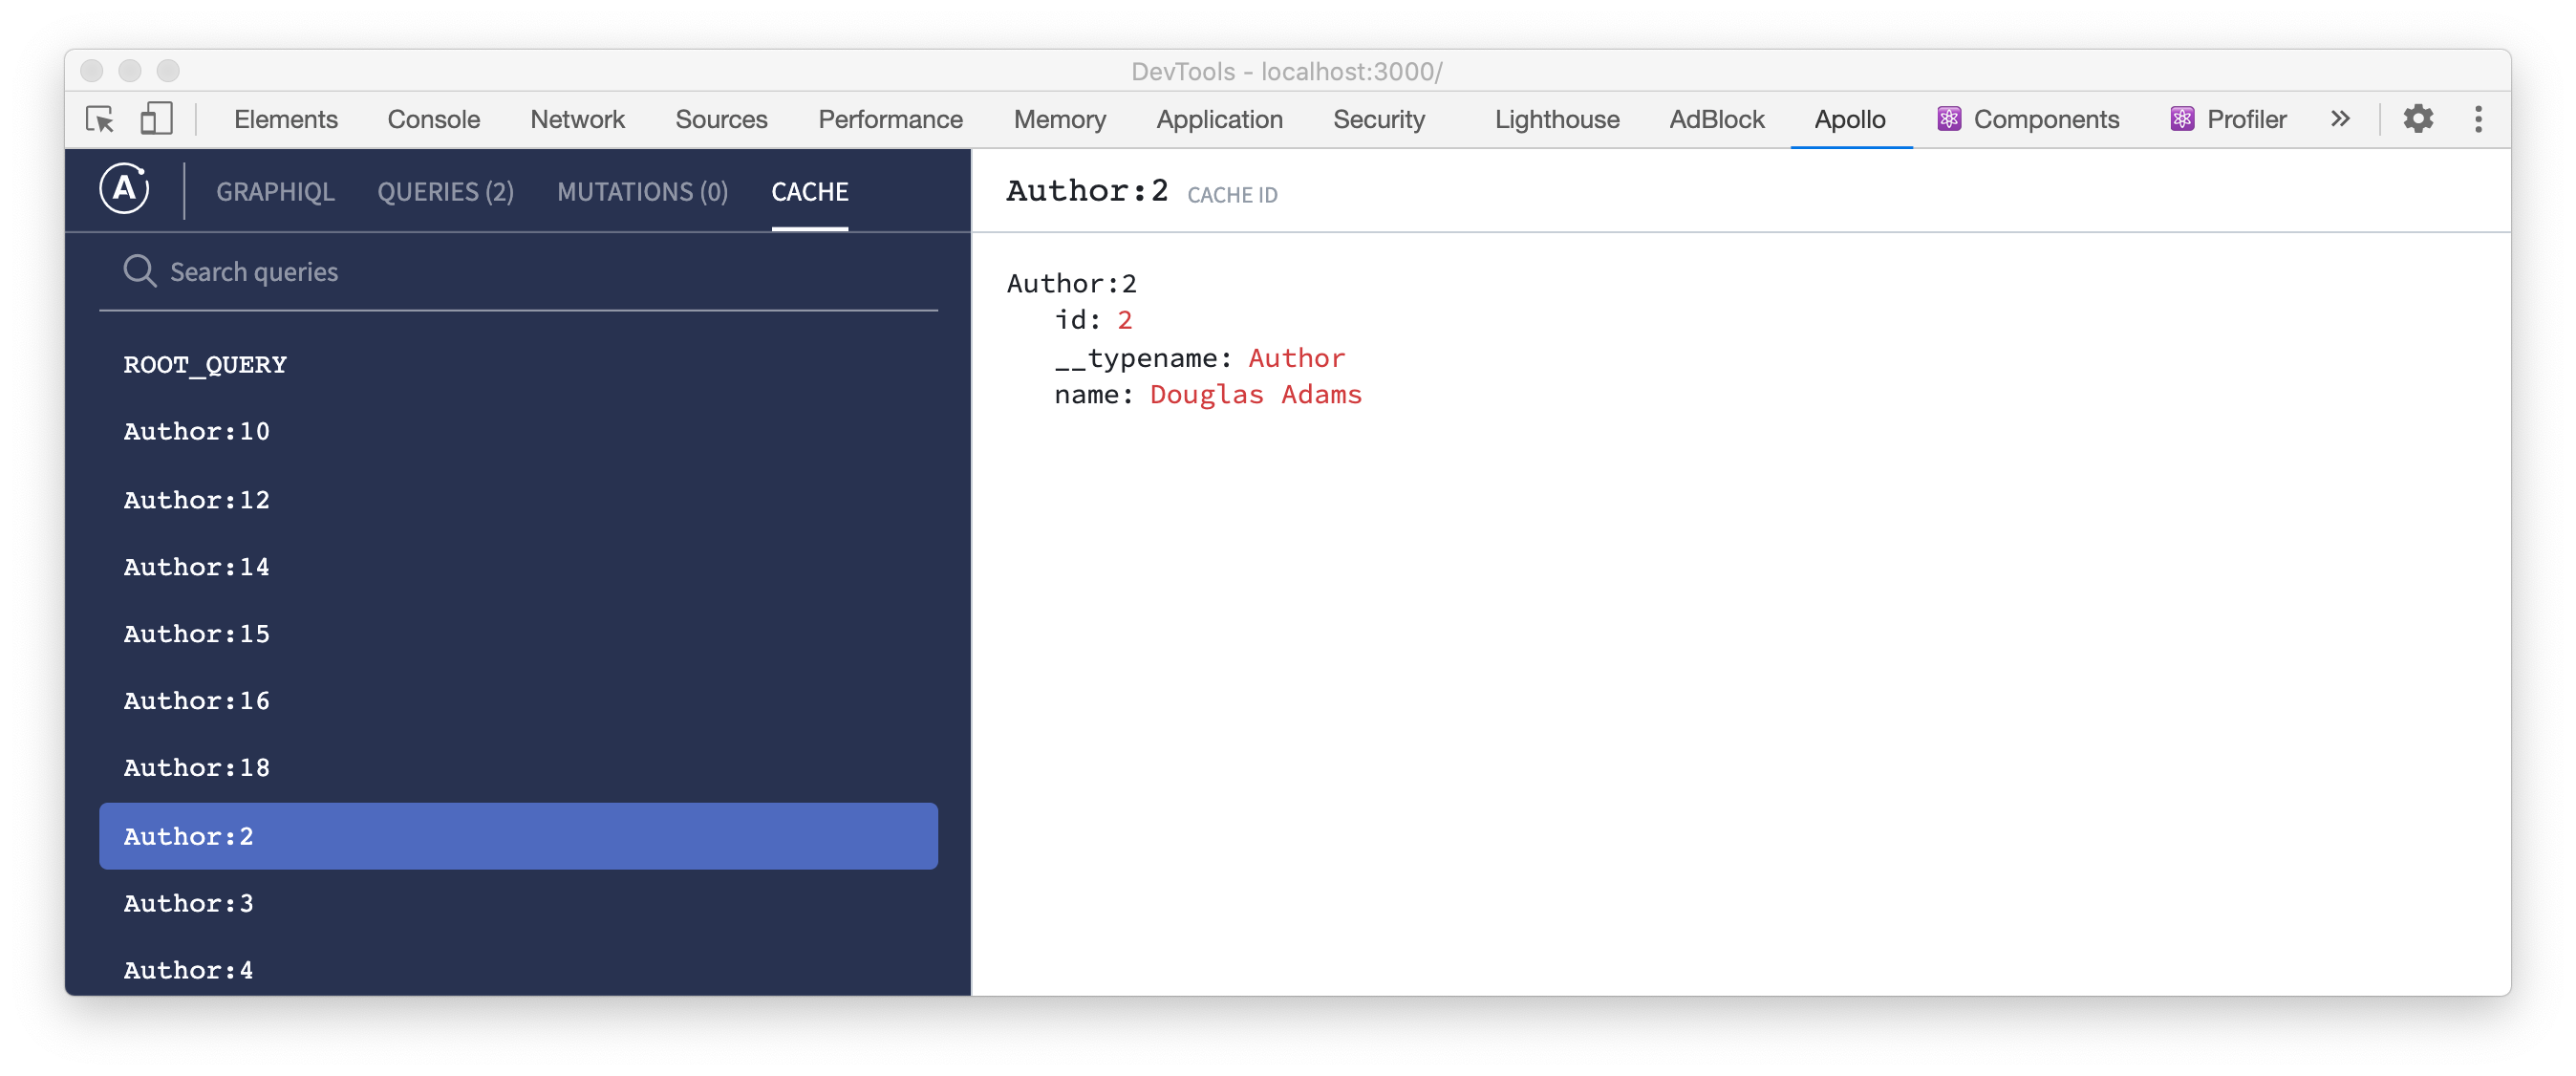 DevTools - localhost:3000/
Elements Console Network Sources Performance Memory Application Security Lighthouse AdBlock Apollo Components Profiler »
A GRAPHIQL QUERIES (2) MUTATIONS (0) CACHE
Search queries
ROOT_QUERY
Author:10
Author:12
Author:14
Author:15
Author:16
Author:18
Author:2
Author:3
Author:4
Author:2 CACHE ID
Author:2
id: 2
__typename: Author
name: Douglas Adams